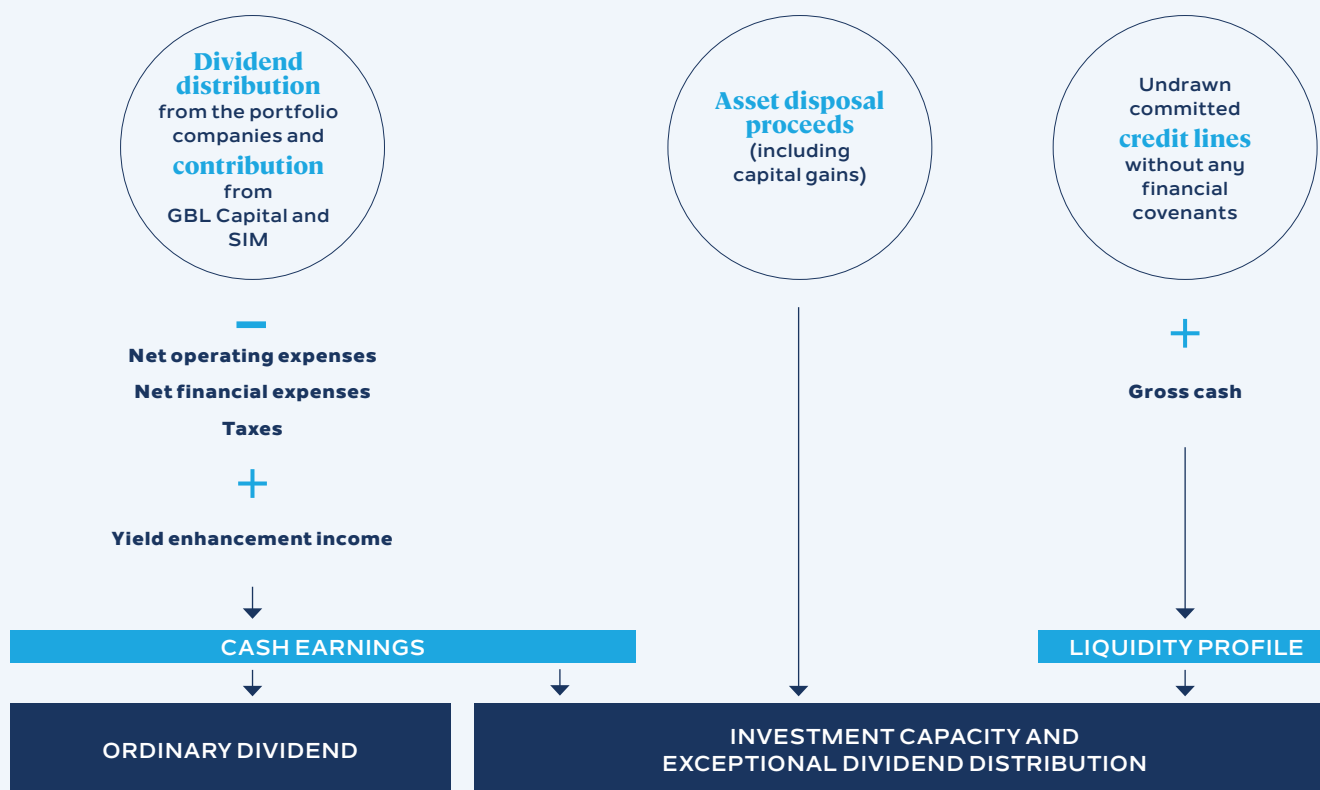 Dividend
distribution
from the portfolio
companies and
contribution
from
GBL Capital and
SIM
−
Net operating expenses
Net financial expenses
Taxes
+
Yield enhancement income
CASH EARNINGS
ORDINARY DIVIDEND
Asset disposal
proceeds
(including
capital gains)
Undrawn
committed
credit lines
without any
financial
covenants
+
Gross cash
LIQUIDITY PROFILE
INVESTMENT CAPACITY AND
EXCEPTIONAL DIVIDEND DISTRIBUTION